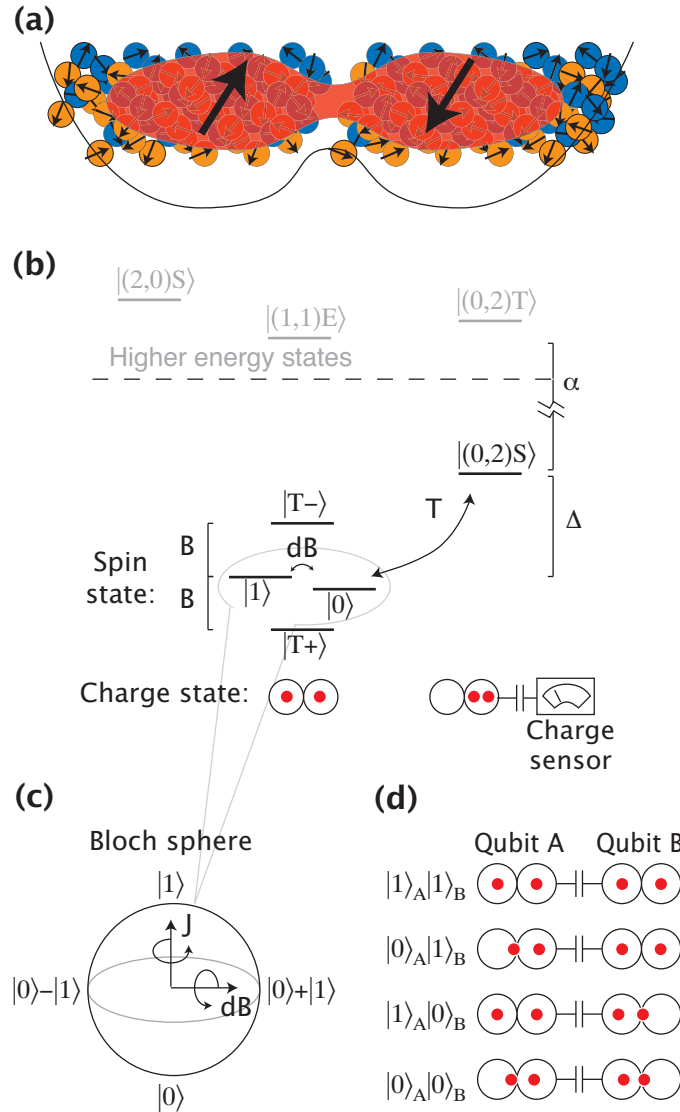 (a)
(b)
|(2,0)S⟩
|(1,1)E⟩
|(0,2)T⟩
Higher energy states
α
|(0,2)S⟩
T
Δ
|T−⟩
B
dB
Spin
state:
|1⟩
B
|0⟩
|T+⟩
Charge state:
Charge
sensor
(c)
Bloch sphere
|1⟩
J
|0⟩−|1⟩
dB
|0⟩+|1⟩
|0⟩
(d)
Qubit A Qubit B
|1⟩A|1⟩B
|0⟩A|1⟩B
|1⟩A|0⟩B
|0⟩A|0⟩B